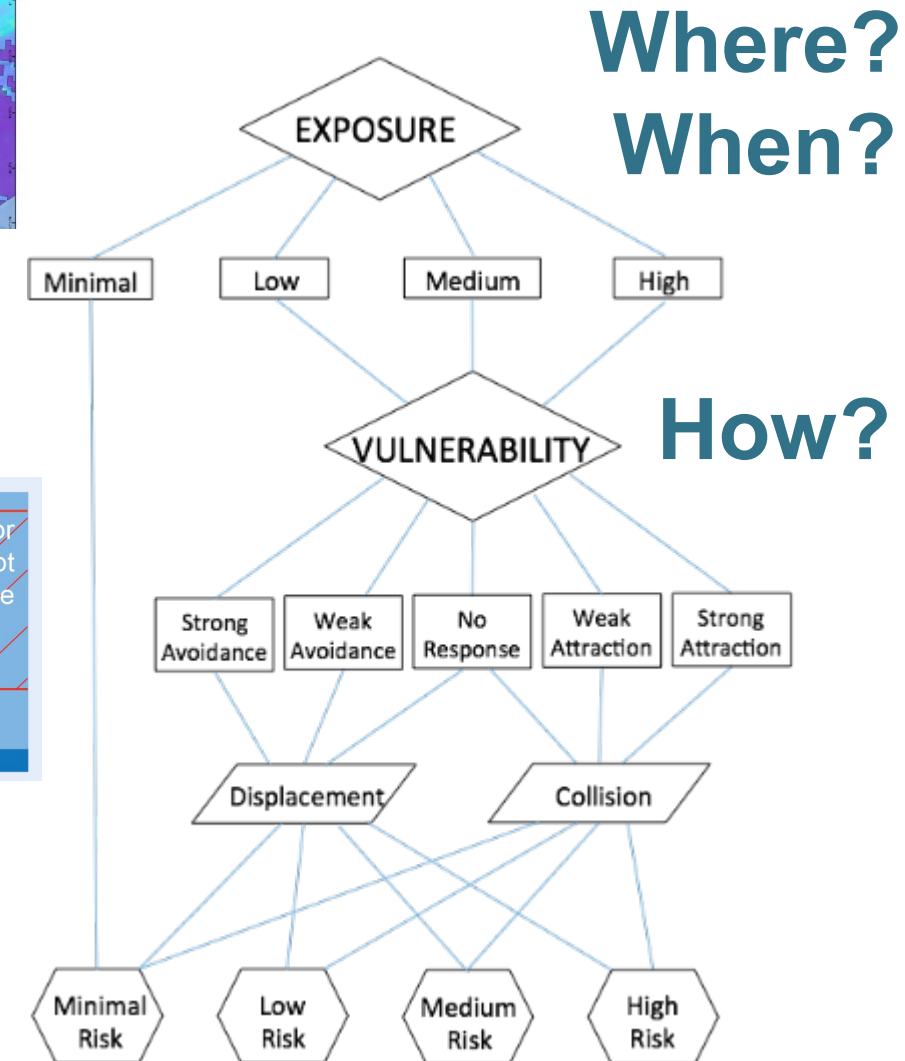 Where?
When?
EXPOSURE
Minimal
Low
Medium
High
How?
VULNERABILITY
Strong
Avoidance
Weak
Avoidance
No
Response
Weak
Attraction
Strong
Attraction
Displacement
Collision
Minimal
Risk
Low
Risk
Medium
Risk
High
Risk